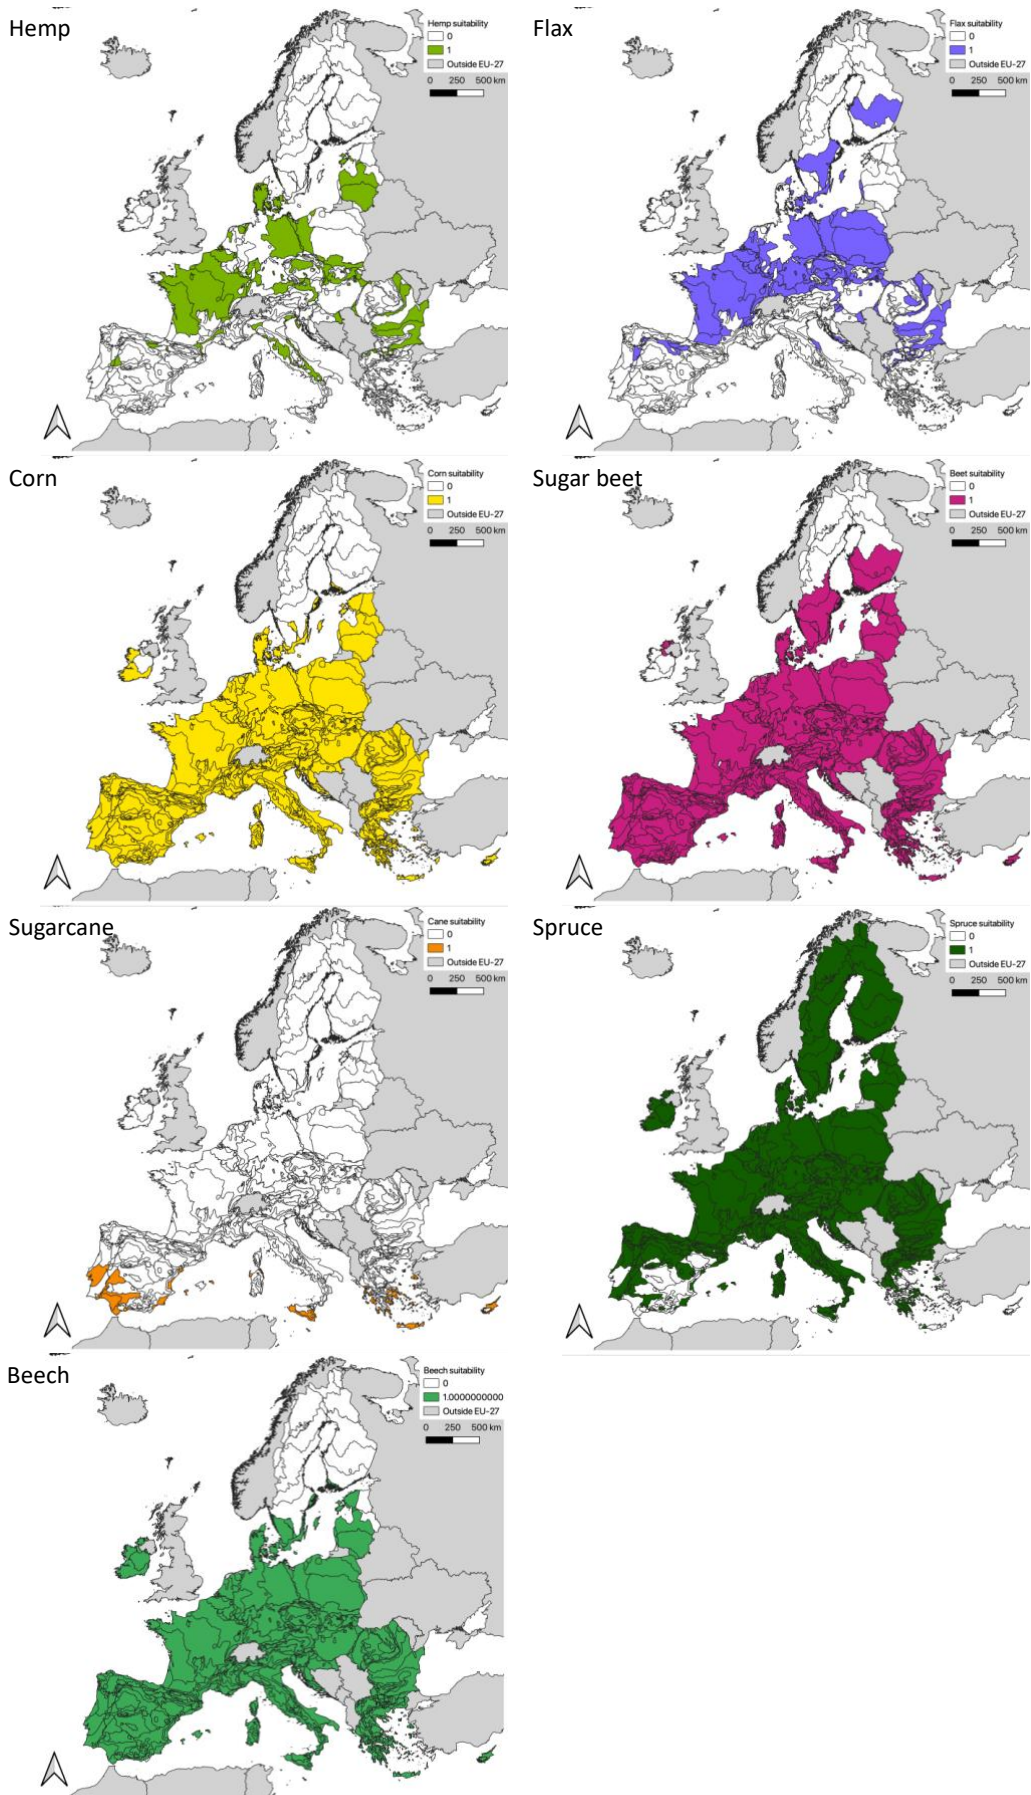 Hemp
Hemp suitability
0
1
Outside EU-27
0 250 500 km
Flax
Flax suitability
0
1
Outside EU-27
0 250 500 km
Corn
Corn suitability
0
1
Outside EU-27
0 250 500 km
Sugar beet
Beet suitability
0
1
Outside EU-27
0 250 500 km
Sugarcane
Cane suitability
0
1
Outside EU-27
0 250 500 km
Spruce
Spruce suitability
0
1
Outside EU-27
0 250 500 km
Beech
Beech suitability
0
1.0000000000
Outside EU-27
0 250 500 km